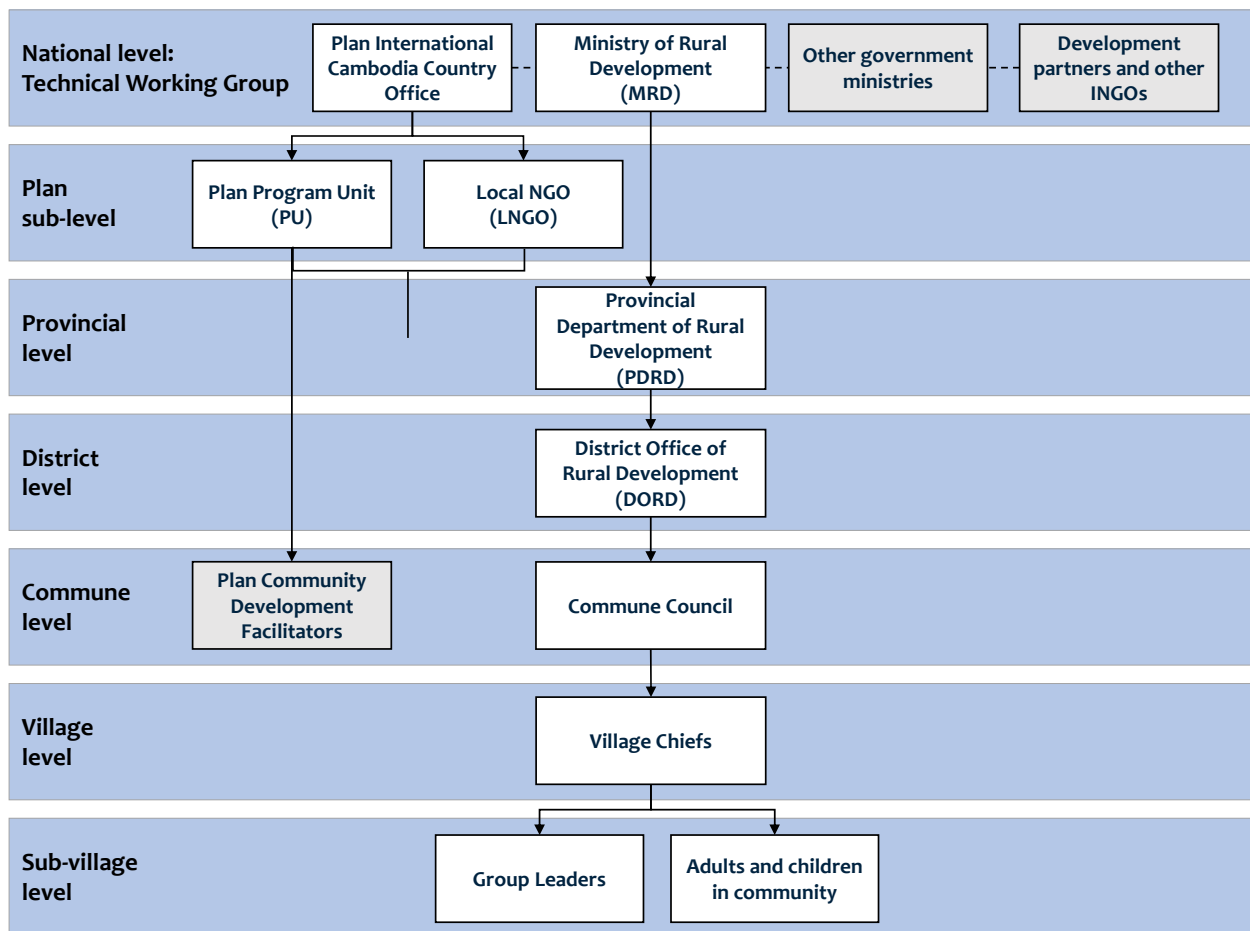 National level:
Technical Working Group
Plan International
Cambodia Country
Office
Ministry of Rural
Development
(MRD)
Other government
ministries
Development
partners and other
INGOs
Plan
sub-level
Plan Program Unit
(PU)
Local NGO
(LNGO)
Provincial
level
Provincial
Department of Rural
Development
(PDRD)
District
level
District Office of
Rural Development
(DORD)
Commune
level
Plan Community
Development
Facilitators
Commune Council
Village
level
Village Chiefs
Sub-village
level
Group Leaders
Adults and children
in community